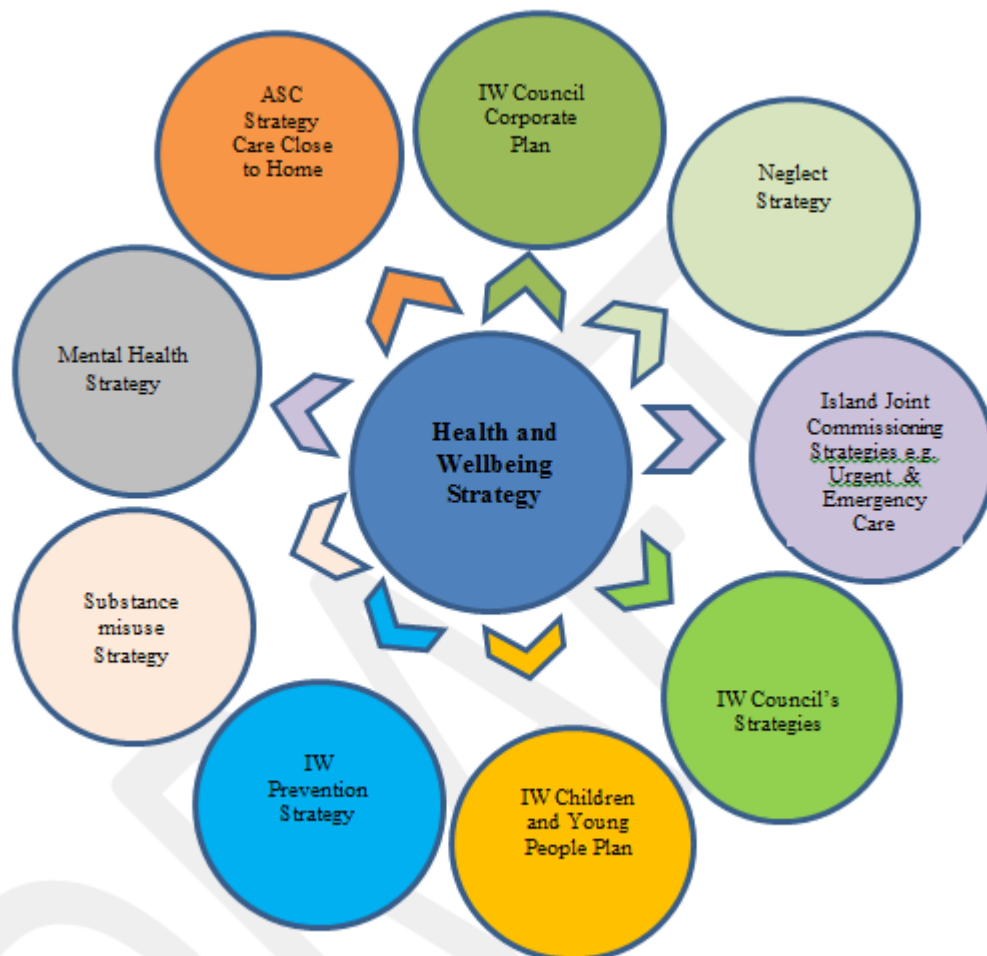 ASC
Strategy
Care Close
to Home
IW Council
Corporate
Plan
Neglect
Strategy
Mental Health
Strategy
Health and
Wellbeing
Strategy
Island Joint
Commissioning
Strategies e.g.
Urgent & 
Emergency
Care
Substance
misuse
Strategy
IW Council’s
Strategies
IW
Prevention
Strategy
IW Children
and Young
People Plan